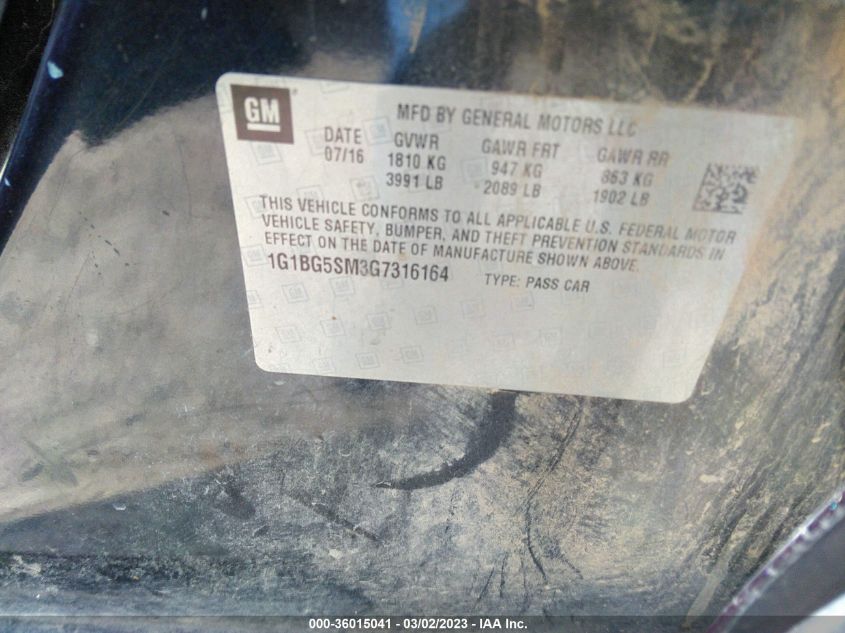 GM
MFD BY GENERAL MOTORS LLC
DATE GVWR GAWR FRT GAWR RR
07/16 1810 KG 947 KG 863 KG
3991 LB 2089 LB 1902 LB
THIS VEHICLE CONFORMS TO ALL APPLICABLE U.S. FEDERAL MOTOR
VEHICLE SAFETY, BUMPER, AND THEFT PREVENTION STANDARDS IN
EFFECT ON THE DATE OF MANUFACTURE SHOWN ABOVE.
1G1BG5SM3G7316164 TYPE: PASS CAR
000-36015041 - 03/02/2023 - IAA Inc.